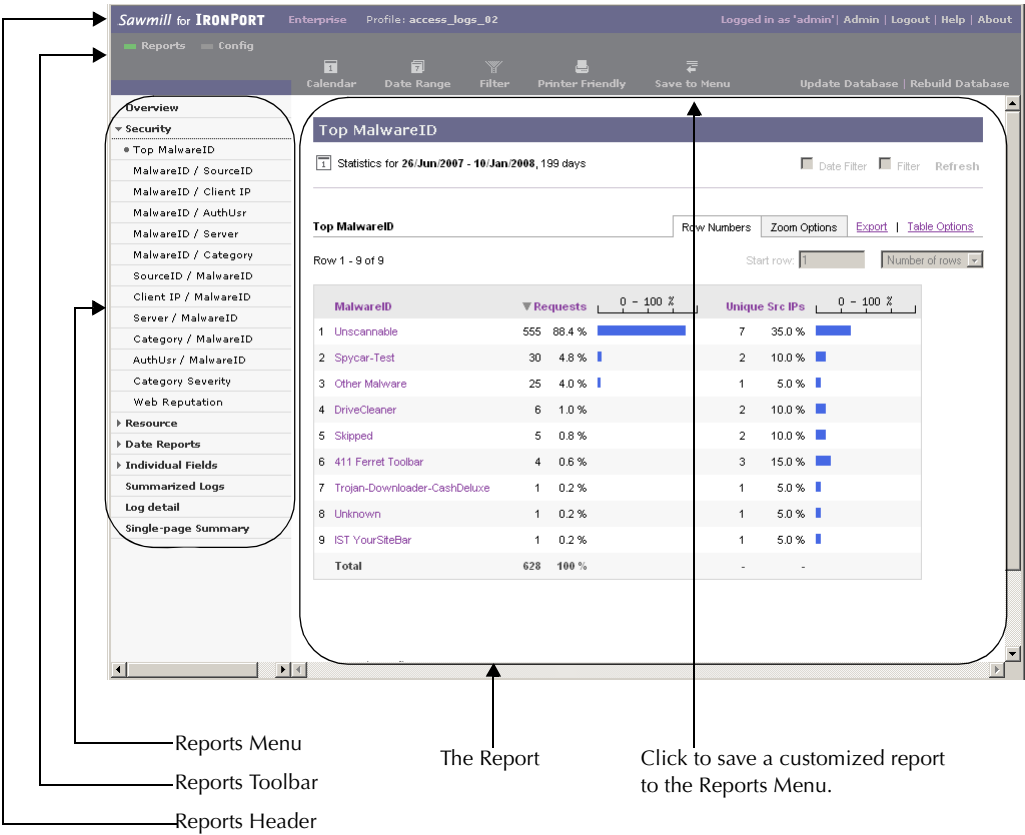 Sawmill for IRONPORT Enterprise Profile: access_logs_02 Logged in as 'admin' | Admin | Logout | Help | About
Reports Config
Calendar Date Range Filter Printer Friendly Save to Menu Update Database | Rebuild Database
Overview
Security
Top MalwareID
MalwareID / SourceID
MalwareID / Client IP
MalwareID / AuthUsr
MalwareID / Server
MalwareID / Category
SourceID / MalwareID
Client IP / MalwareID
Server / MalwareID
Category / MalwareID
AuthUsr / MalwareID
Category Severity
Web Reputation
Resource
Date Reports
Individual Fields
Summarized Logs
Log detail
Single-page Summary
Top MalwareID
Statistics for 26/Jun/2007 - 10/Jan/2008, 199 days Date Filter Filter Refresh
Top MalwareID Row Numbers Zoom Options Export | Table Options
Row 1 - 9 of 9 Start row: 1 Number of rows
MalwareID Requests 0 - 100 % Unique Src IPs 0 - 100 %
1 Unscannable 555 88.4 % 7 35.0 %
2 Spycar-Test 30 4.8 % 2 10.0 %
3 Other Malware 25 4.0 % 1 5.0 %
4 DriveCleaner 6 1.0 % 2 10.0 %
5 Skipped 5 0.8 % 2 10.0 %
6 411 Ferret Toolbar 4 0.6 % 3 15.0 %
7 Trojan-Downloader-CashDeluxe 1 0.2 % 1 5.0 %
8 Unknown 1 0.2 % 1 5.0 %
9 IST YourSiteBar 1 0.2 % 1 5.0 %
Total 628 100 % - -
Reports Menu
Reports Toolbar
Reports Header
The Report
Click to save a customized report
to the Reports Menu.